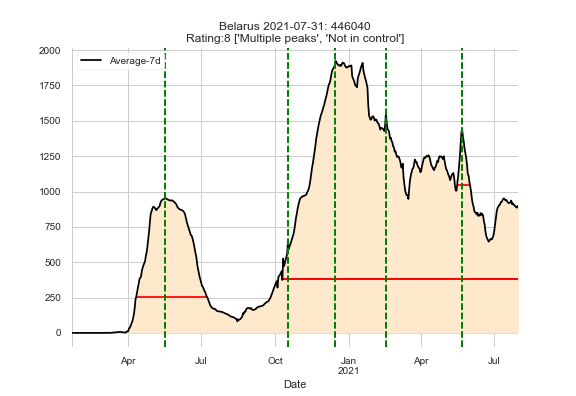 Belarus 2021-07-31: 446040
Rating:8 ['Multiple peaks', 'Not in control']
Average-7d
2000
1750
1500
1250
1000
750
500
250
0
Apr Jul Oct Jan Apr Jul
2021
Date